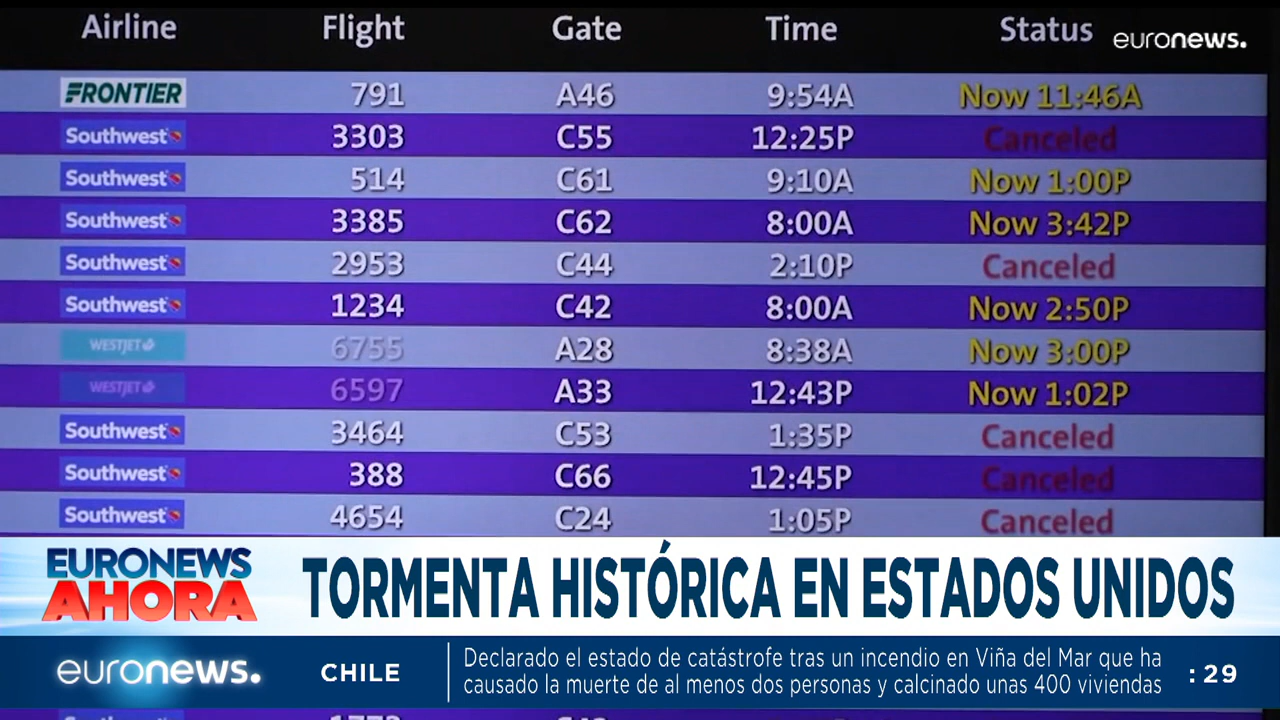 Airline Flight Gate Time Status
euronews.
FRONTIER 791 A46 9:54A Now 11:46A
Southwest 3303 C55 12:25P Canceled
Southwest 514 C61 9:10A Now 1:00P
Southwest 3385 C62 8:00A Now 3:42P
Southwest 2953 C44 2:10P Canceled
Southwest 1234 C42 8:00A Now 2:50P
WESTJET 6755 A28 8:38A Now 3:00P
WESTJET 6597 A33 12:43P Now 1:02P
Southwest 3464 C53 1:35P Canceled
Southwest 388 C66 12:45P Canceled
Southwest 4654 C24 1:05P Canceled
EURONEWS
AHORA
TORMENTA HISTÓRICA EN ESTADOS UNIDOS
euronews.
CHILE
Declarado el estado de catástrofe tras un incendio en Viña del Mar que ha
causado la muerte de al menos dos personas y calcinado unas 400 viviendas
:29
Southwest